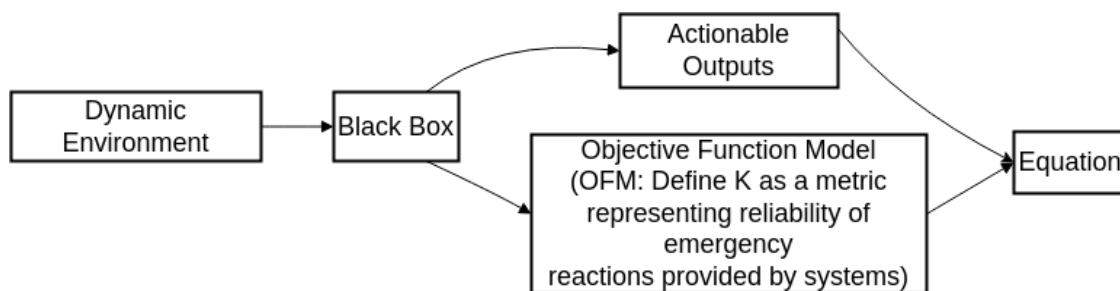 Dynamic
Environment
Black Box
Actionable
Outputs
Objective Function Model
(OFM: Define K as a metric
representing reliability of
emergency
reactions provided by systems)
Equation